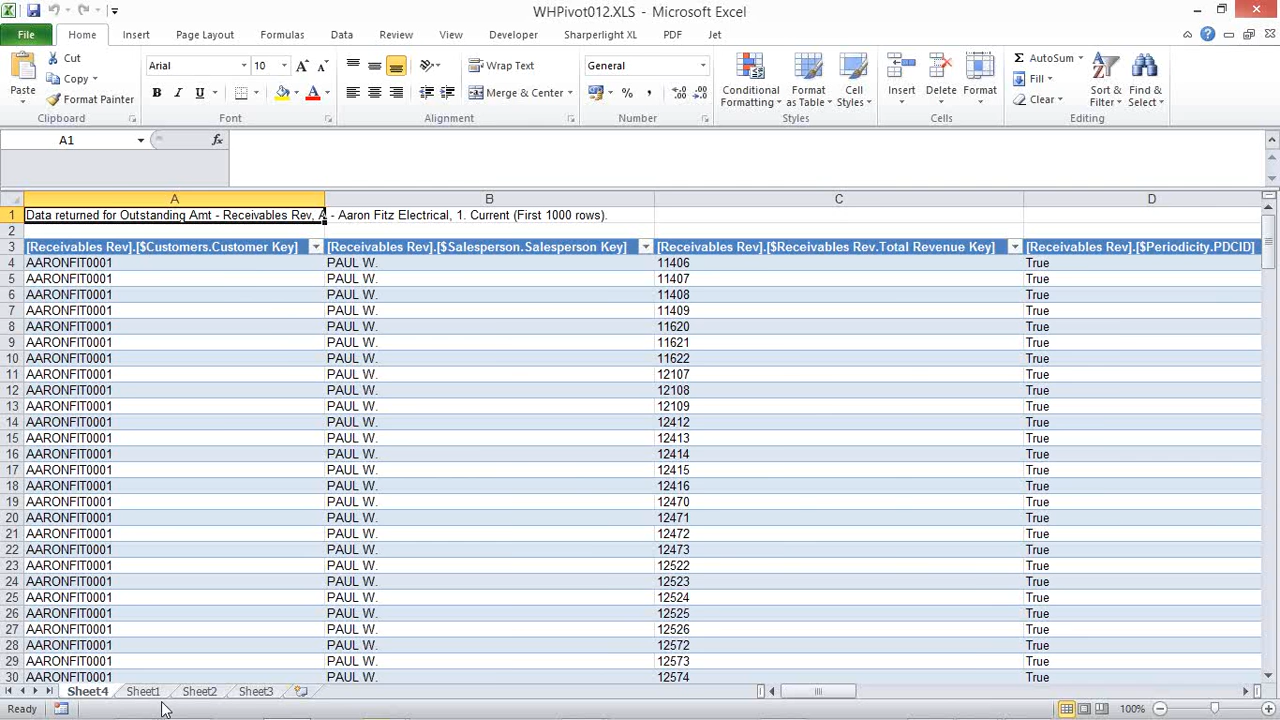 WHPivot012.XLS - Microsoft Excel
File Home Insert Page Layout Formulas Data Review View Developer Sharperlight XL PDF Jet
Paste Cut Copy Format Painter Clipboard
Arial 10 B I U A A A Font
Wrap Text Merge & Center Alignment
General % , Number
Conditional Formatting Format as Table Cell Styles Styles
Insert Delete Format Cells
AutoSum Fill Clear Sort & Filter Find & Select Editing
A1 fx
A B C D
1 Data returned for Outstanding Amt - Receivables Rev, A - Aaron Fitz Electrical, 1. Current (First 1000 rows).
2
3 [Receivables Rev].[$Customers.Customer Key] [Receivables Rev].[$Salesperson.Salesperson Key] [Receivables Rev].[$Receivables Rev.Total Revenue Key] [Receivables Rev].[$Periodicity.PDCID]
4 AARONFIT0001 PAUL W. 11406 True
5 AARONFIT0001 PAUL W. 11407 True
6 AARONFIT0001 PAUL W. 11408 True
7 AARONFIT0001 PAUL W. 11409 True
8 AARONFIT0001 PAUL W. 11620 True
9 AARONFIT0001 PAUL W. 11621 True
10 AARONFIT0001 PAUL W. 11622 True
11 AARONFIT0001 PAUL W. 12107 True
12 AARONFIT0001 PAUL W. 12108 True
13 AARONFIT0001 PAUL W. 12109 True
14 AARONFIT0001 PAUL W. 12412 True
15 AARONFIT0001 PAUL W. 12413 True
16 AARONFIT0001 PAUL W. 12414 True
17 AARONFIT0001 PAUL W. 12415 True
18 AARONFIT0001 PAUL W. 12416 True
19 AARONFIT0001 PAUL W. 12470 True
20 AARONFIT0001 PAUL W. 12471 True
21 AARONFIT0001 PAUL W. 12472 True
22 AARONFIT0001 PAUL W. 12473 True
23 AARONFIT0001 PAUL W. 12522 True
24 AARONFIT0001 PAUL W. 12523 True
25 AARONFIT0001 PAUL W. 12524 True
26 AARONFIT0001 PAUL W. 12525 True
27 AARONFIT0001 PAUL W. 12526 True
28 AARONFIT0001 PAUL W. 12572 True
29 AARONFIT0001 PAUL W. 12573 True
30 AARONFIT0001 PAUL W. 12574 True
Sheet4 Sheet1 Sheet2 Sheet3
Ready 100%